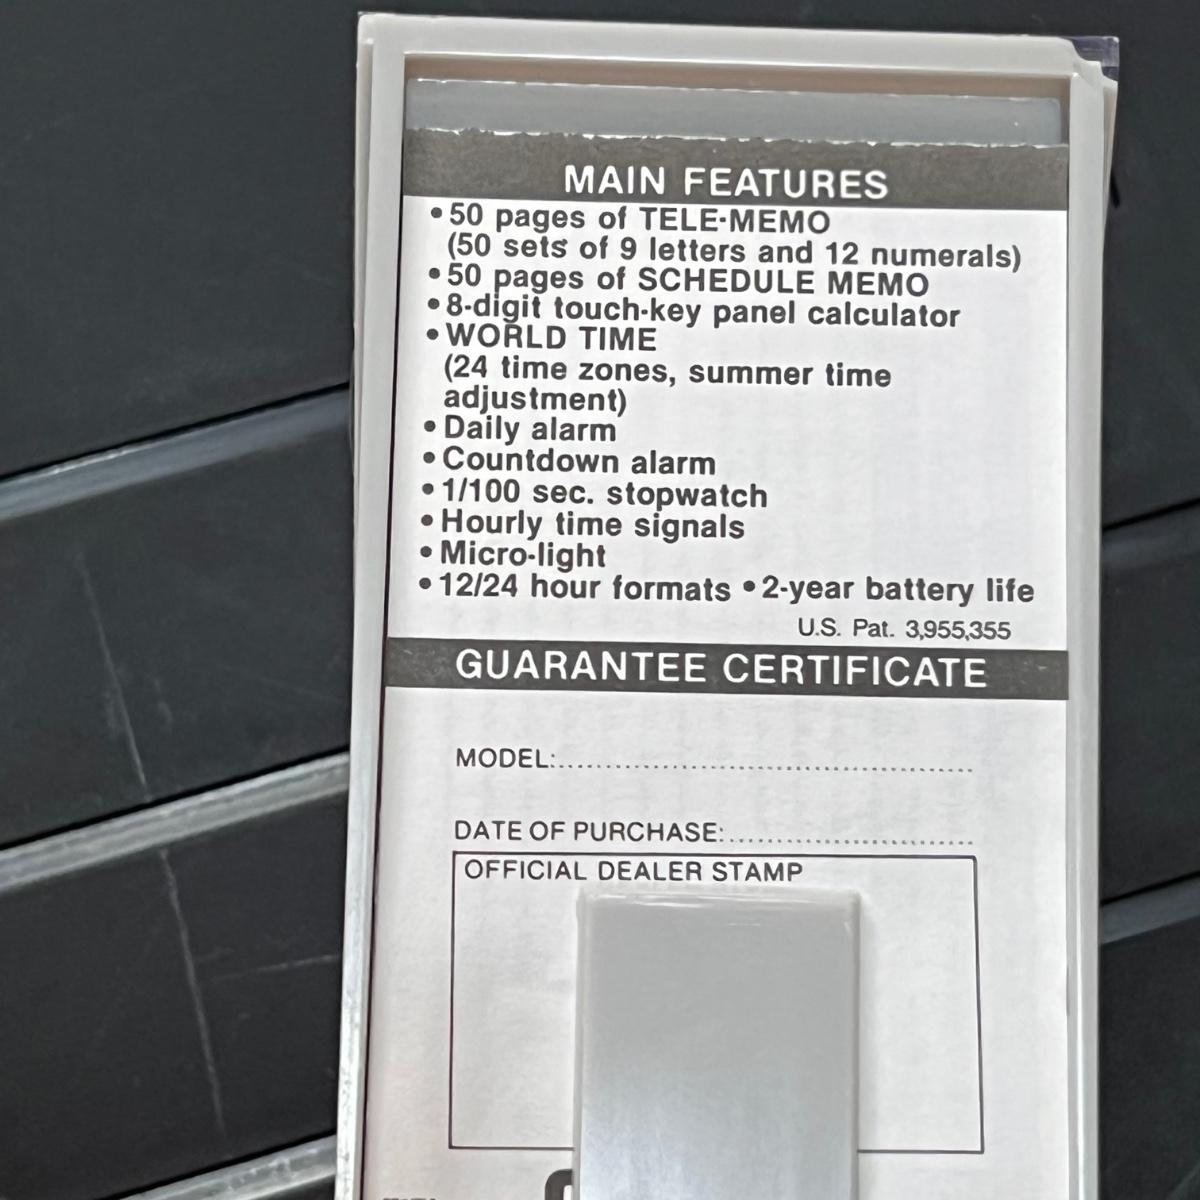 MAIN FEATURES
•50 pages of TELE-MEMO
(50 sets of 9 letters and 12 numerals)
•50 pages of SCHEDULE MEMO
•8-digit touch-key panel calculator
•WORLD TIME
(24 time zones, summer time
adjustment)
•Daily alarm
•Countdown alarm
•1/100 sec. stopwatch
•Hourly time signals
•Micro-light
•12/24 hour formats •2-year battery life
U.S. Pat. 3,955,355
GUARANTEE CERTIFICATE
MODEL:
DATE OF PURCHASE:
OFFICIAL DEALER STAMP